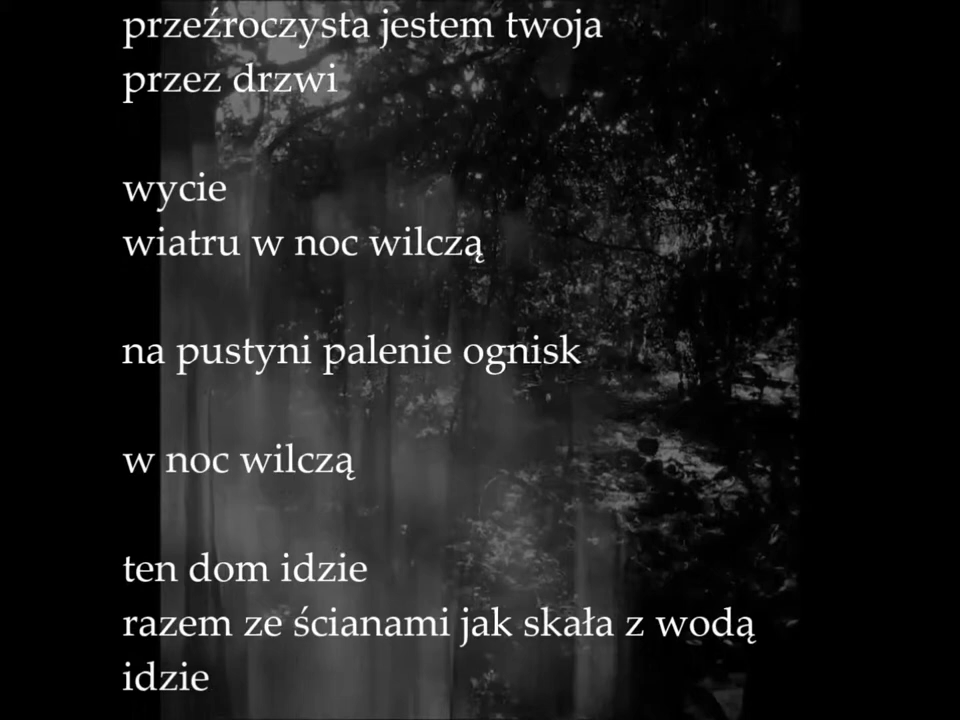 przeźroczysta jestem twoja
przez drzwi
wycie
wiatru w noc wilczą
na pustyni palenie ognisk
w noc wilczą
ten dom idzie
razem ze ścianami jak skała z wodą
idzie